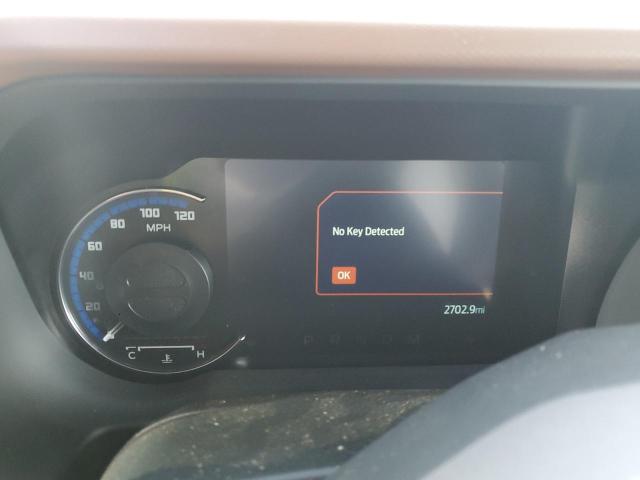 120
100
80
MPH
60
40
20
C H
No Key Detected
OK
2702.9mi
P R N D M